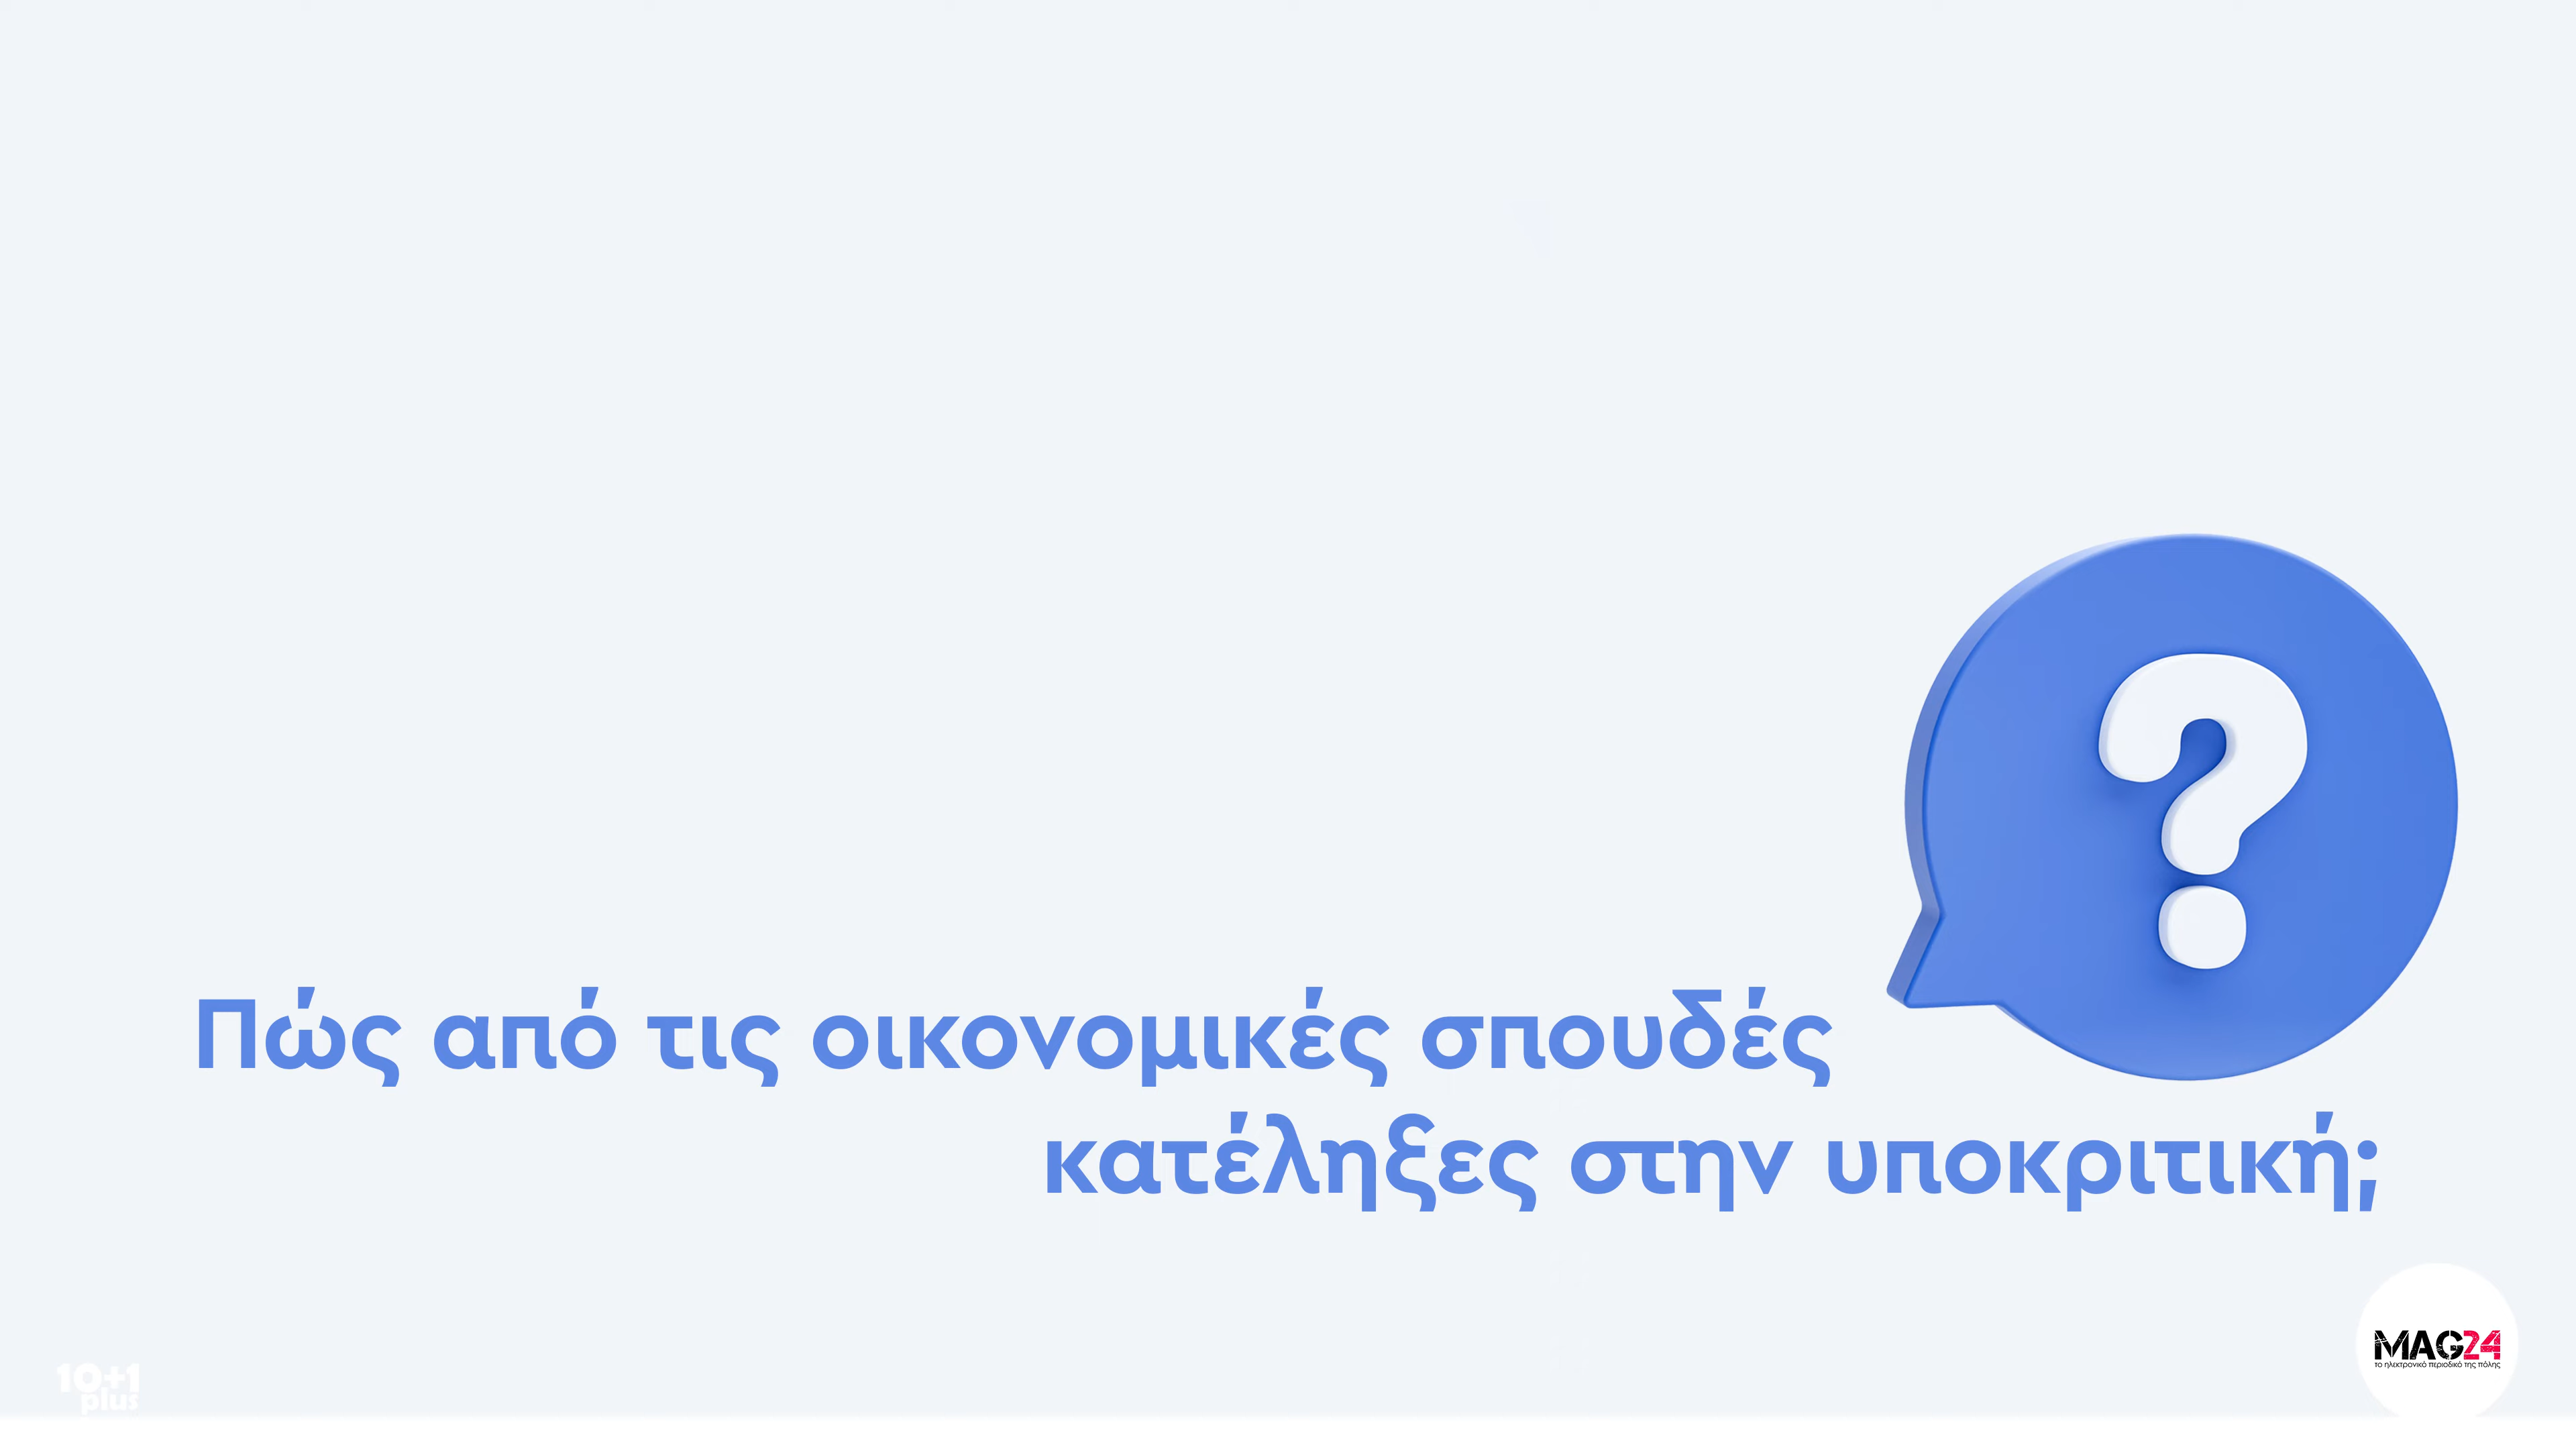 ?
Πώς από τις οικονομικές σπουδές
κατέληξες στην υποκριτική;
MAG24
το ηλεκτρονικό περιοδικό της πόλης
10+1
plus